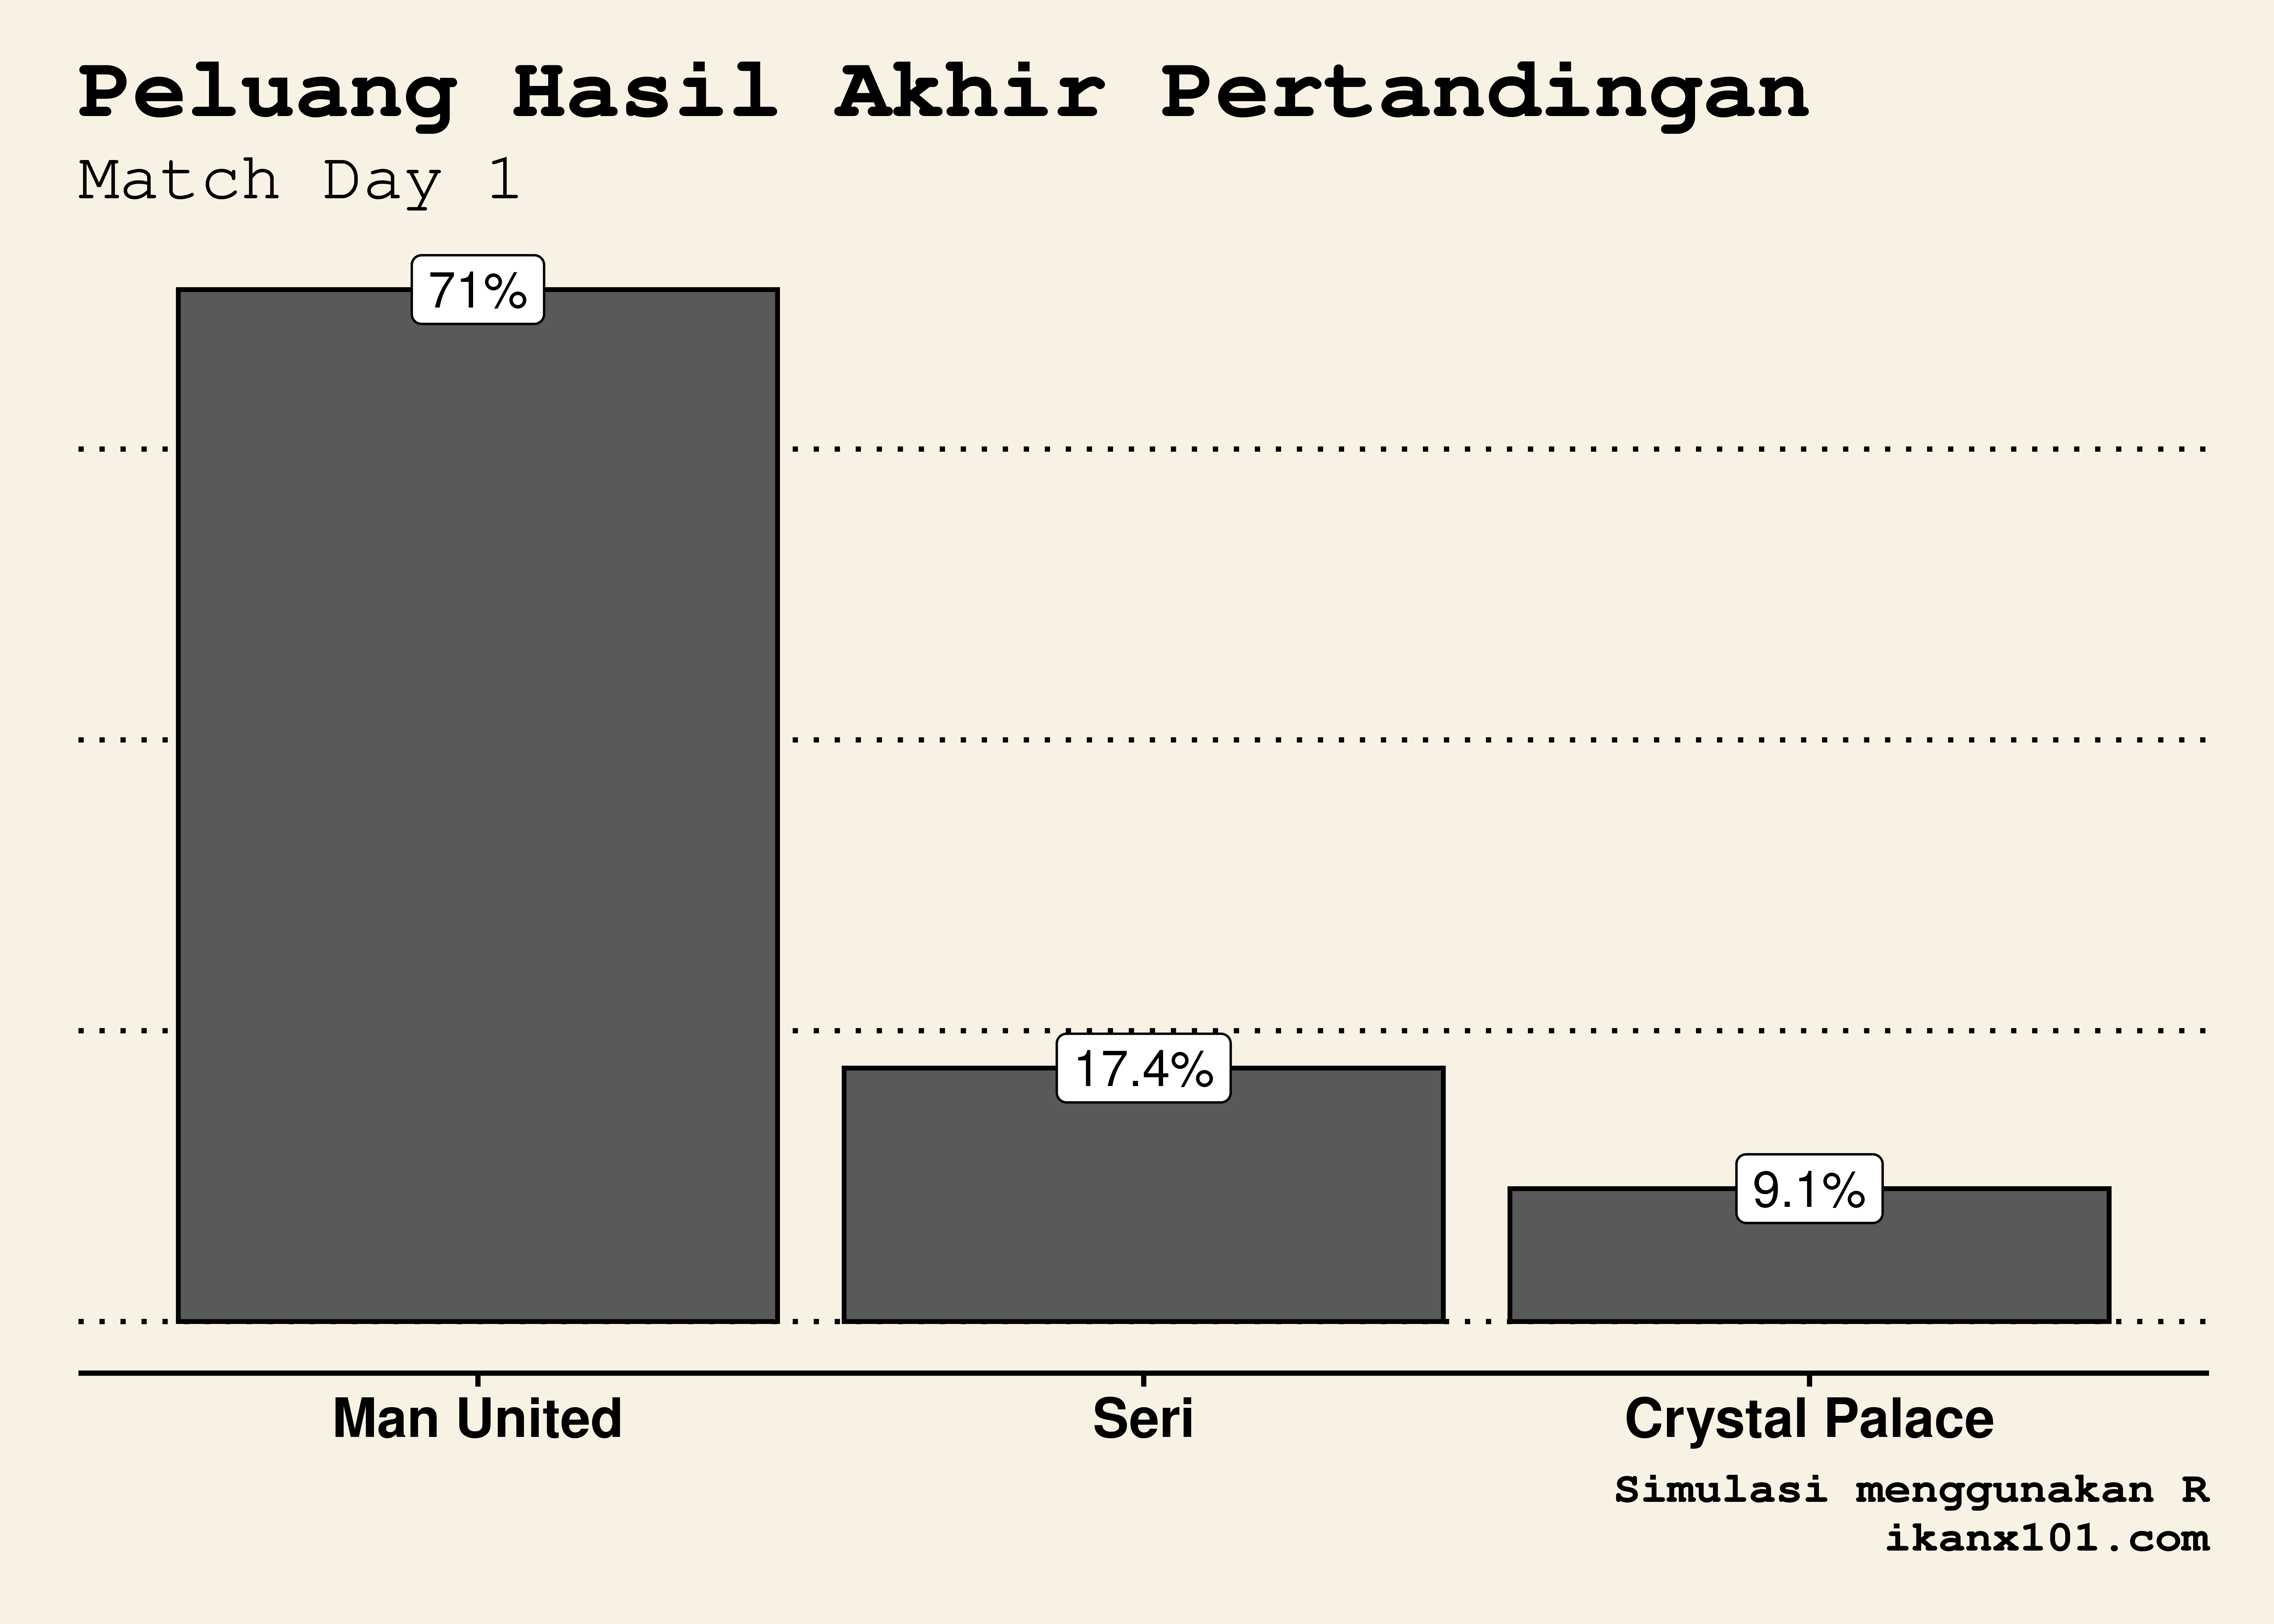 Peluang Hasil Akhir Pertandingan
Match Day 1
71%
17.4%
9.1%
Man United
Seri
Crystal Palace
Simulasi menggunakan R
ikanx101.com